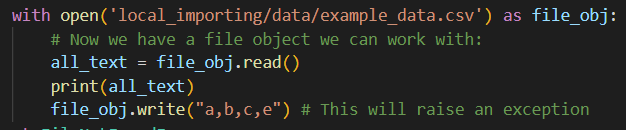 with open('local_importing/data/example_data.csv') as file_obj:
    # Now we have a file object we can work with:
    all_text = file_obj.read()
    print(all_text)
    file_obj.write("a,b,c,e") # This will raise an exception